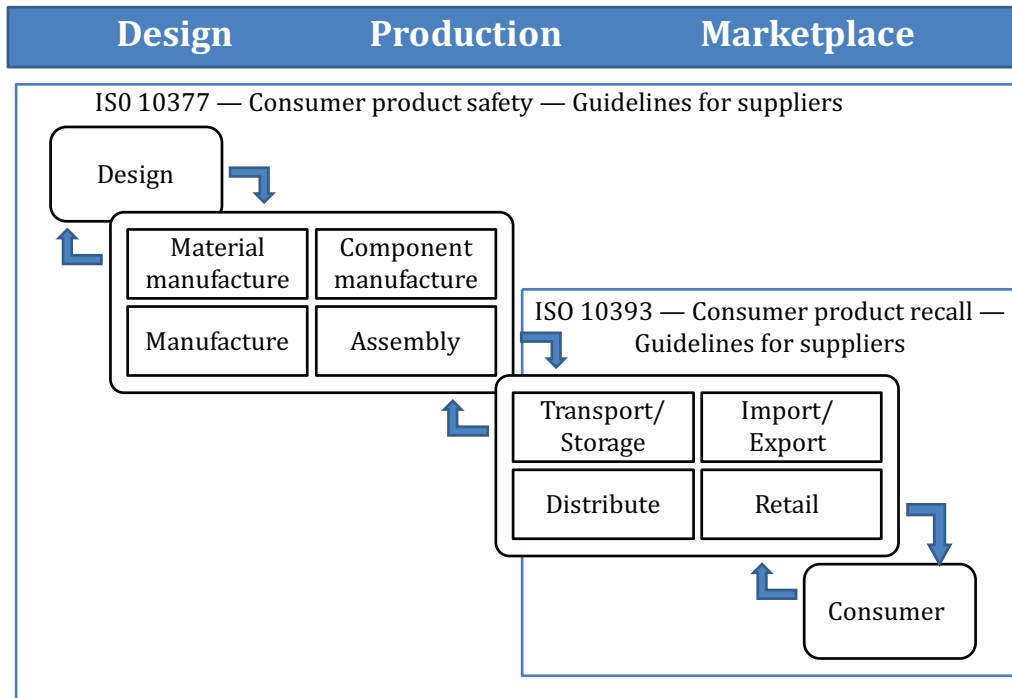 Design Production Marketplace
IS0 10377 — Consumer product safety — Guidelines for suppliers
Design
Material
manufacture
Component
manufacture
Manufacture
Assembly
ISO 10393 — Consumer product recall —
Guidelines for suppliers
Transport/
Storage
Import/
Export
Distribute
Retail
Consumer